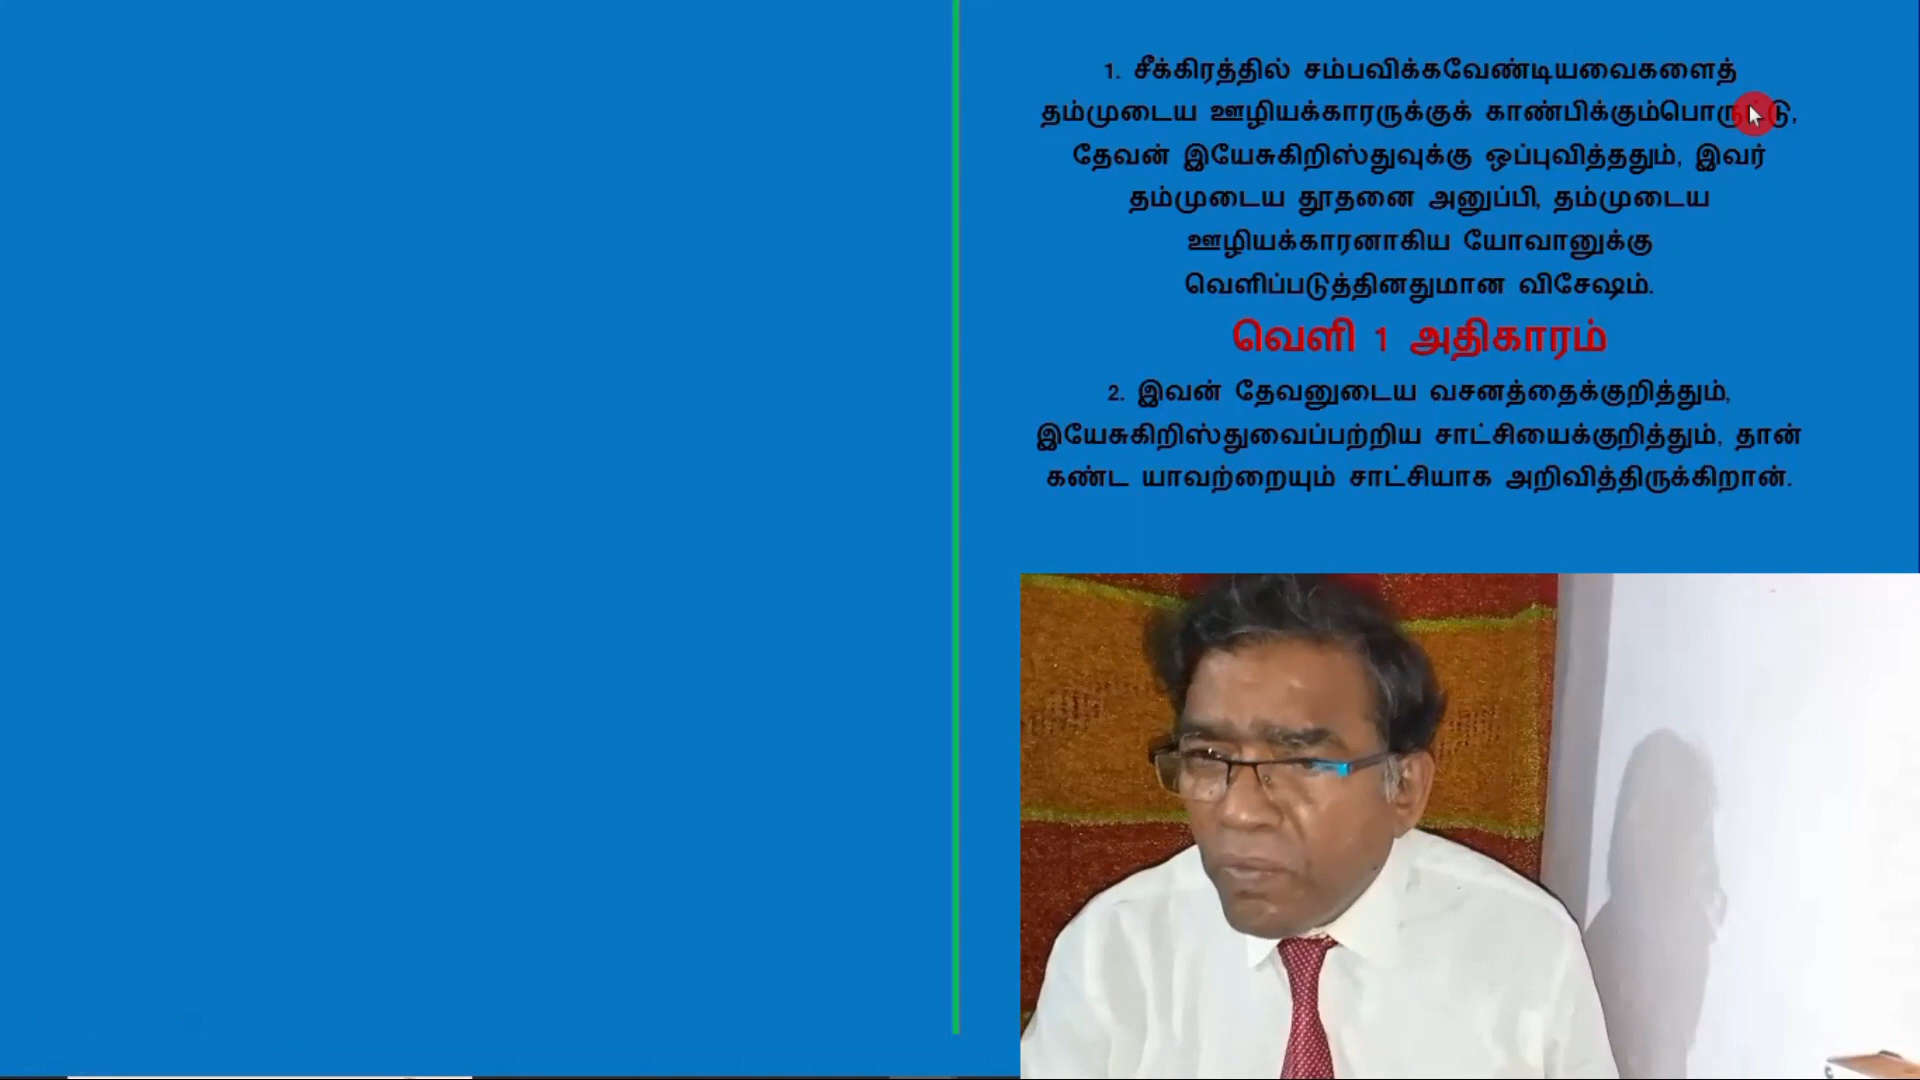 1. சீக்கிரத்தில் சம்பவிக்கவேண்டியவைகளைத்
தம்முடைய ஊழியக்காரருக்குக் காண்பிக்கும்பொருட்டு,
தேவன் இயேசுகிறிஸ்துவுக்கு ஒப்புவித்ததும், இவர்
தம்முடைய தூதனை அனுப்பி, தம்முடைய
ஊழியக்காரனாகிய யோவானுக்கு
வெளிப்படுத்தினதுமான விசேஷம்.
வெளி 1 அதிகாரம்
2. இவன் தேவனுடைய வசனத்தைக்குறித்தும்,
இயேசுகிறிஸ்துவைப்பற்றிய சாட்சியைக்குறித்தும், தான்
கண்ட யாவற்றையும் சாட்சியாக அறிவித்திருக்கிறான்.